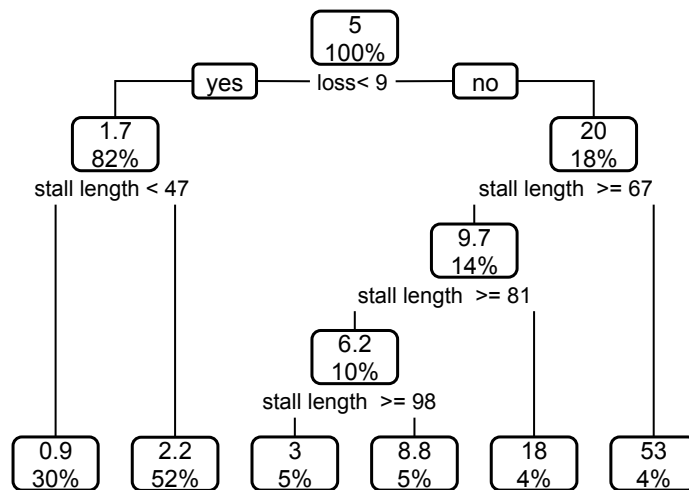 5
100%
yes loss< 9 no
1.7 20
82% 18%
stall length < 47 stall length >= 67
9.7
14%
stall length >= 81
6.2
10%
stall length >= 98
0.9 2.2 3 8.8 18 53
30% 52% 5% 5% 4% 4%